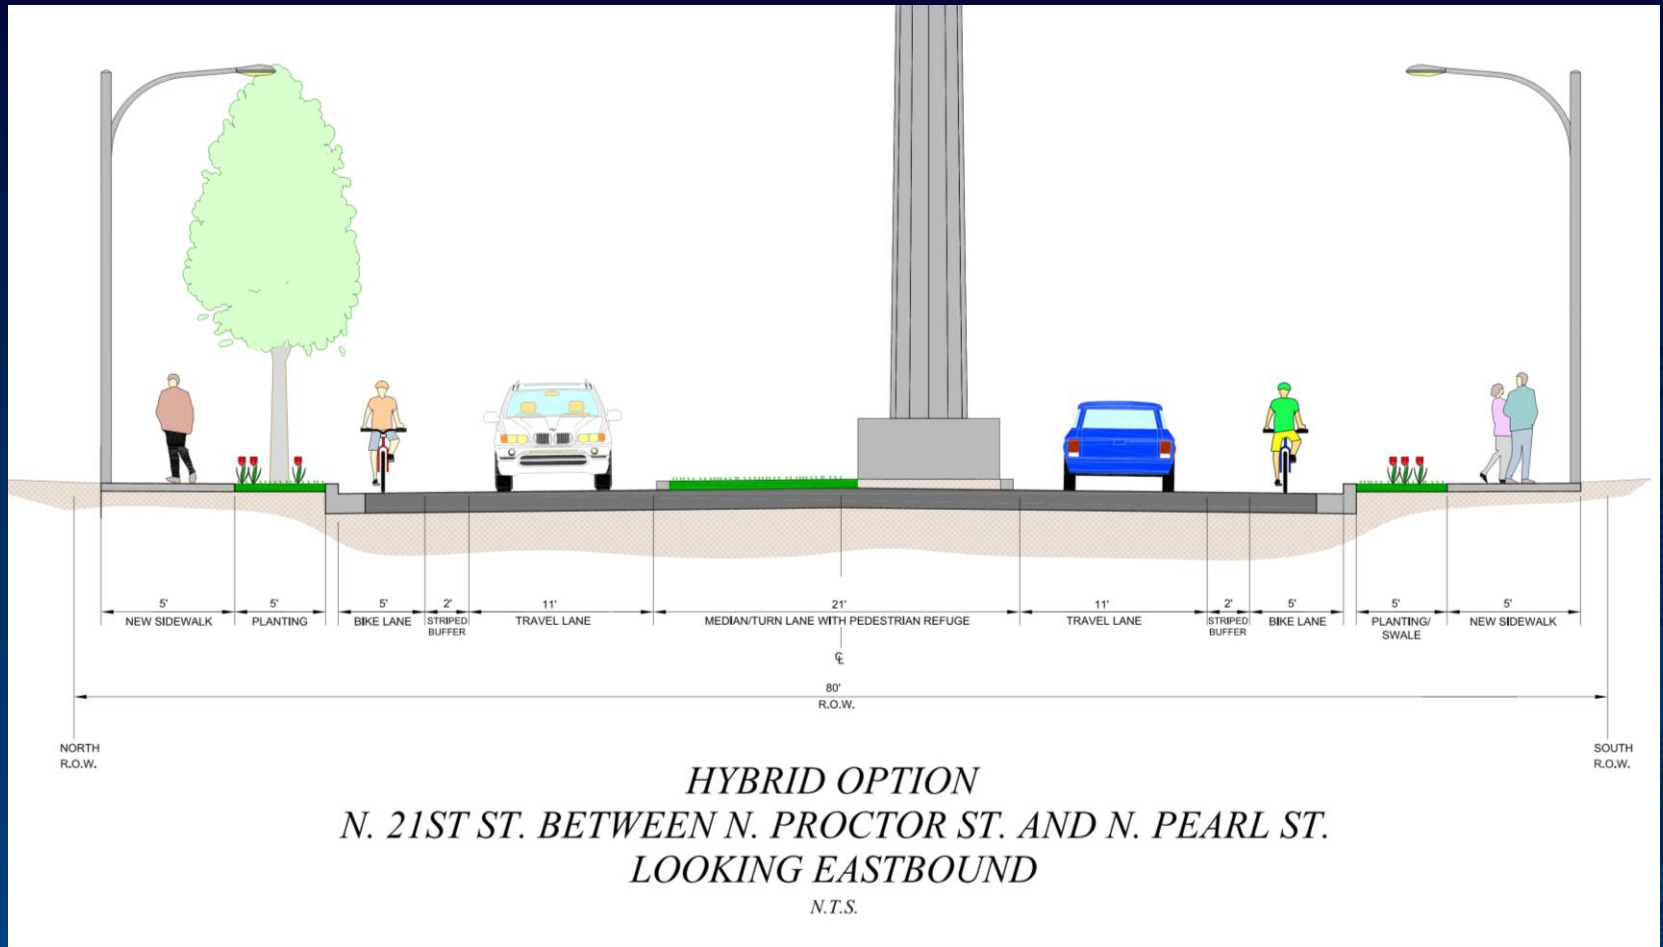 5'
NEW SIDEWALK
5'
PLANTING
5'
BIKE LANE
2'
STRIPED
BUFFER
11'
TRAVEL LANE
21'
MEDIAN/TURN LANE WITH PEDESTRIAN REFUGE
11'
TRAVEL LANE
2'
STRIPED
BUFFER
5'
BIKE LANE
5'
PLANTING/
SWALE
5'
NEW SIDEWALK
℄
80'
R.O.W.
NORTH
R.O.W.
SOUTH
R.O.W.
HYBRID OPTION
N. 21ST ST. BETWEEN N. PROCTOR ST. AND N. PEARL ST.
LOOKING EASTBOUND
N.T.S.